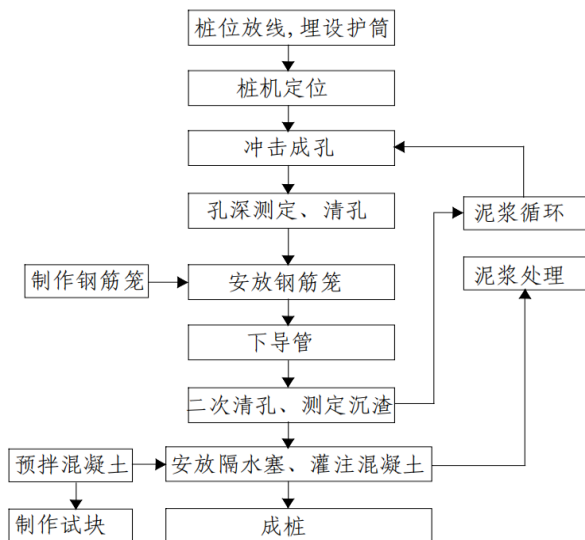 桩位放线,埋设护筒
桩机定位
冲击成孔
孔深测定、清孔
泥浆循环
制作钢筋笼
安放钢筋笼
泥浆处理
下导管
二次清孔、测定沉渣
预拌混凝土
安放隔水塞、灌注混凝土
制作试块
成桩